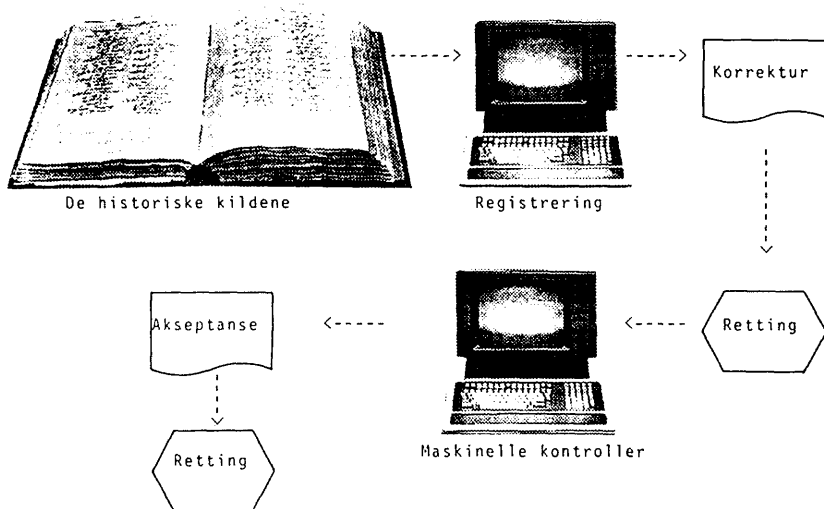 De historiske kildene
Registrering
Korrektur
Retting
Maskinelle kontroller
Akseptanse
Retting